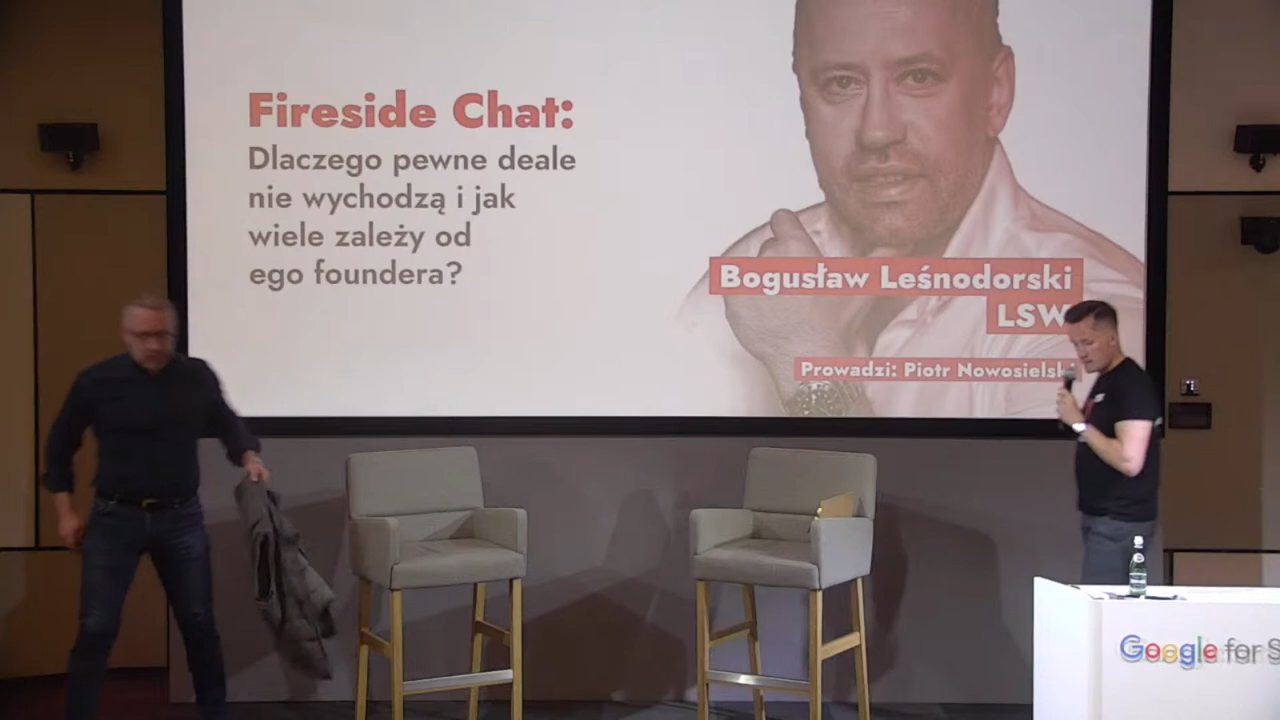 Fireside Chat:
Dlaczego pewne deale
nie wychodzą i jak
wiele zależy od
ego foundera?
Bogusław Leśnodorski
LSW
Prowadzi: Piotr Nowosielski
Google for S